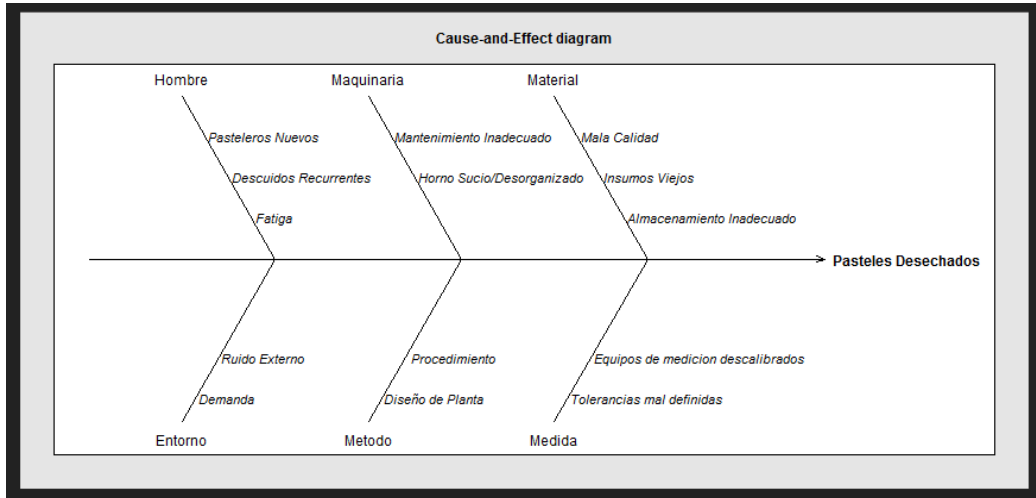 Cause-and-Effect diagram
Hombre
Maquinaria
Material
Pasteleros Nuevos
Mantenimiento Inadecuado
Mala Calidad
Descuidos Recurrentes
Horno Sucio/Desorganizado
Insumos Viejos
Fatiga
Almacenamiento Inadecuado
Pasteles Desechados
Ruido Externo
Procedimiento
Equipos de medicion descalibrados
Demanda
Diseño de Planta
Tolerancias mal definidas
Entorno
Metodo
Medida